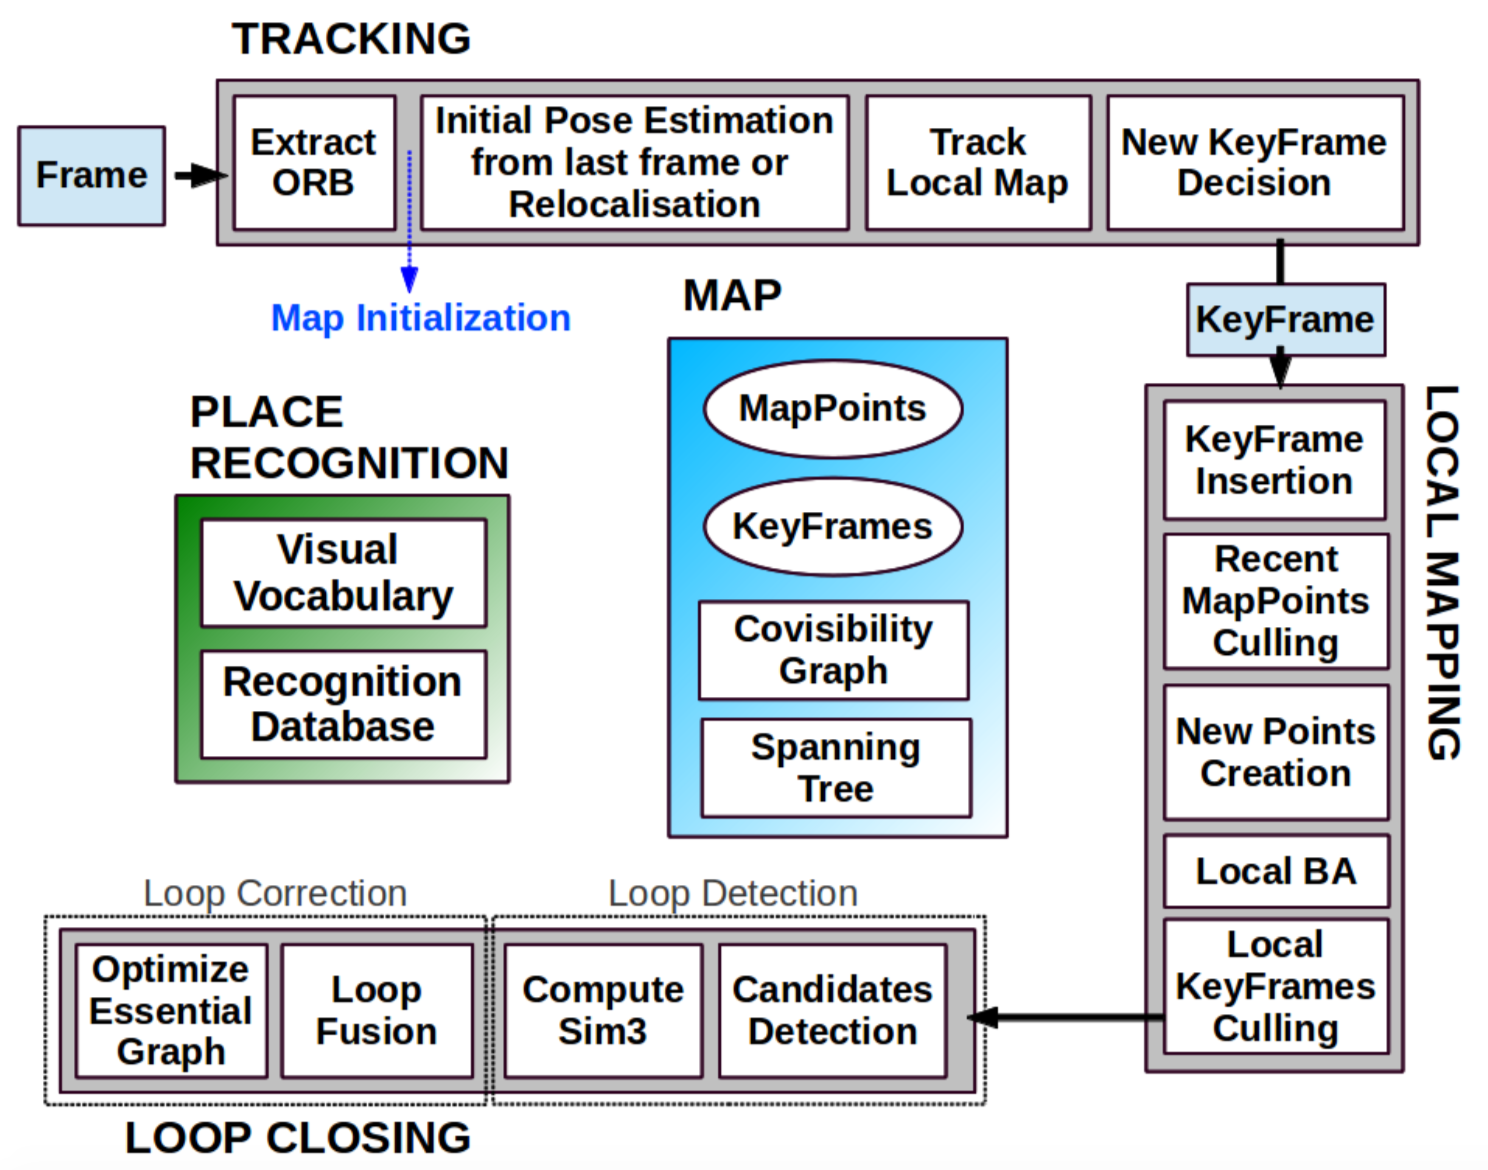 TRACKING
Frame
Extract
ORB
Initial Pose Estimation
from last frame or
Relocalisation
Track
Local Map
New KeyFrame
Decision
Map Initialization
MAP
KeyFrame
PLACE
RECOGNITION
Visual
Vocabulary
Recognition
Database
MapPoints
KeyFrames
Covisibility
Graph
Spanning
Tree
LOCAL MAPPING
KeyFrame
Insertion
Recent
MapPoints
Culling
New Points
Creation
Local BA
Local
KeyFrames
Culling
Loop Correction
Loop Detection
Optimize
Essential
Graph
Loop
Fusion
Compute
Sim3
Candidates
Detection
LOOP CLOSING